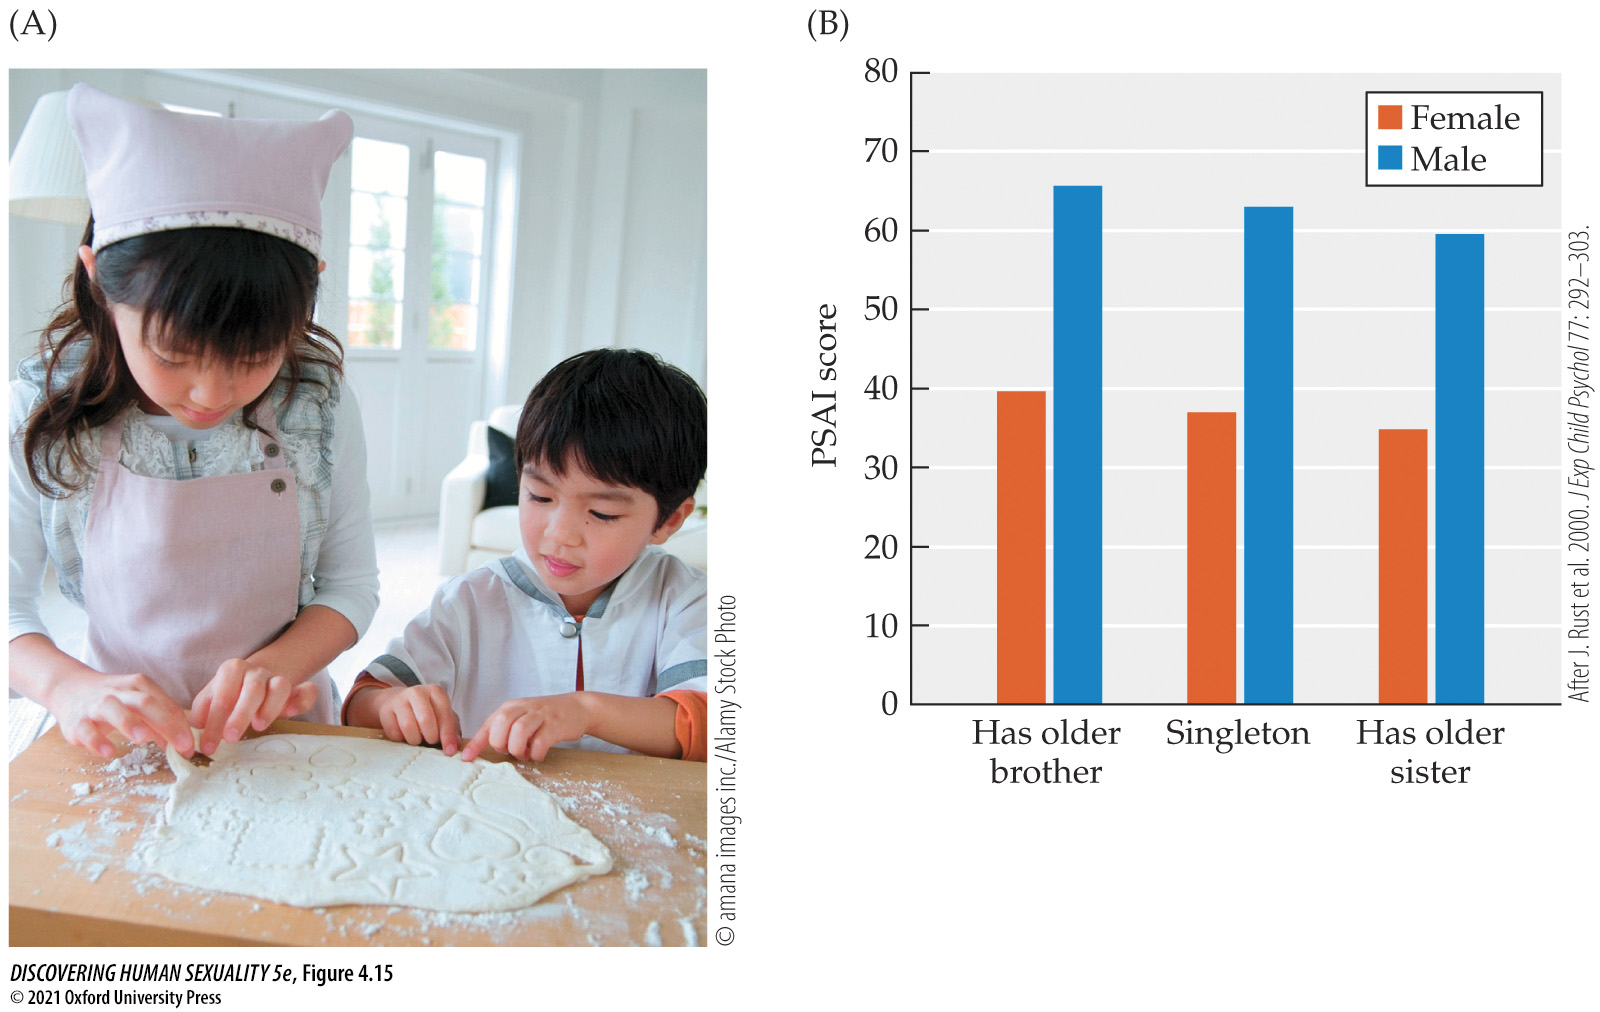 (A)
(B)
80
70
60
50
40
30
20
10
0
PSAI score
Female
Male
Has older
brother
Singleton
Has older
sister
After J. Rust et al. 2000. J Exp Child Psychol 77: 292–303.
© amana images inc./Alamy Stock Photo
DISCOVERING HUMAN SEXUALITY 5e, Figure 4.15
© 2021 Oxford University Press